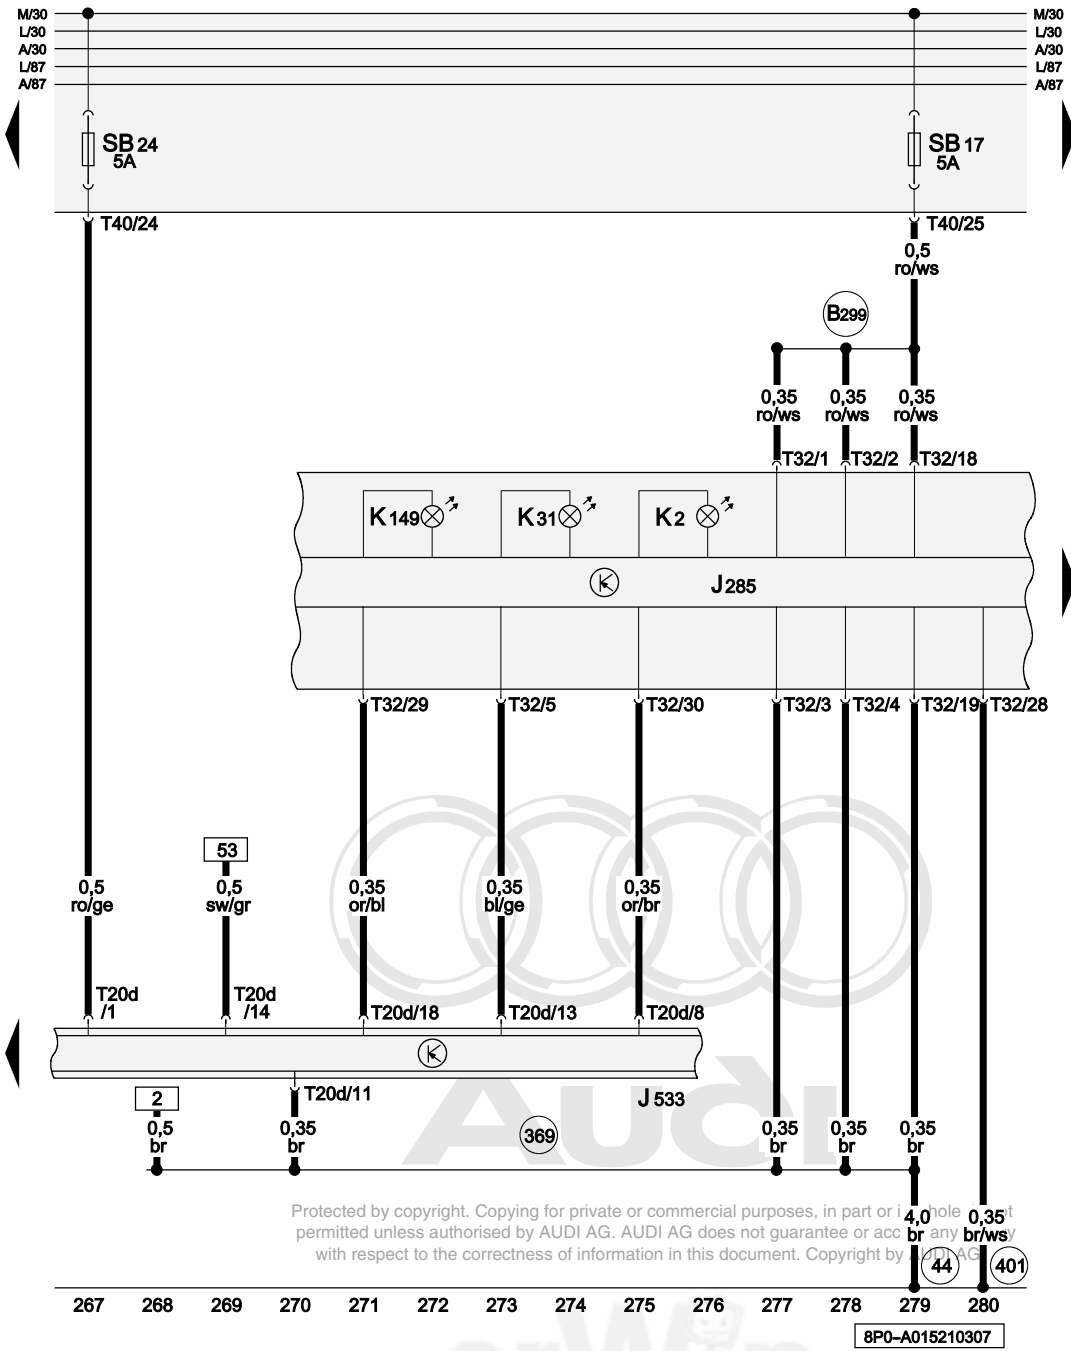 M/30 M/30
L/30 L/30
A/30 A/30
L/87 L/87
A/87 A/87
SB 24 SB 17
5A 5A
T40/24 T40/25
0,5
ro/ws
B299
0,35 0,35 0,35
ro/ws ro/ws ro/ws
T32/1 T32/2 T32/18
K 149 K 31 K 2
J 285
T32/29 T32/5 T32/30 T32/3 T32/4 T32/19 T32/28
53
0,5 0,5 0,35 0,35 0,35
ro/ge sw/gr or/bl bl/ge or/br
T20d T20d
/1 /14 T20d/18 T20d/13 T20d/8
2 T20d/11 J 533
0,5 0,35 369 0,35 0,35 0,35
br br br br br
Audi
Protected by copyright. Copying for private or commercial purposes, in part or
permitted unless authorised by AUDI AG. AUDI AG does not guarantee or any
with respect to the correctness of information in this document. Copyright by AUDI AG
4,0 0,35
br br/ws
44 401
267 268 269 270 271 272 273 274 275 276 277 278 279 280
8P0-A015210307